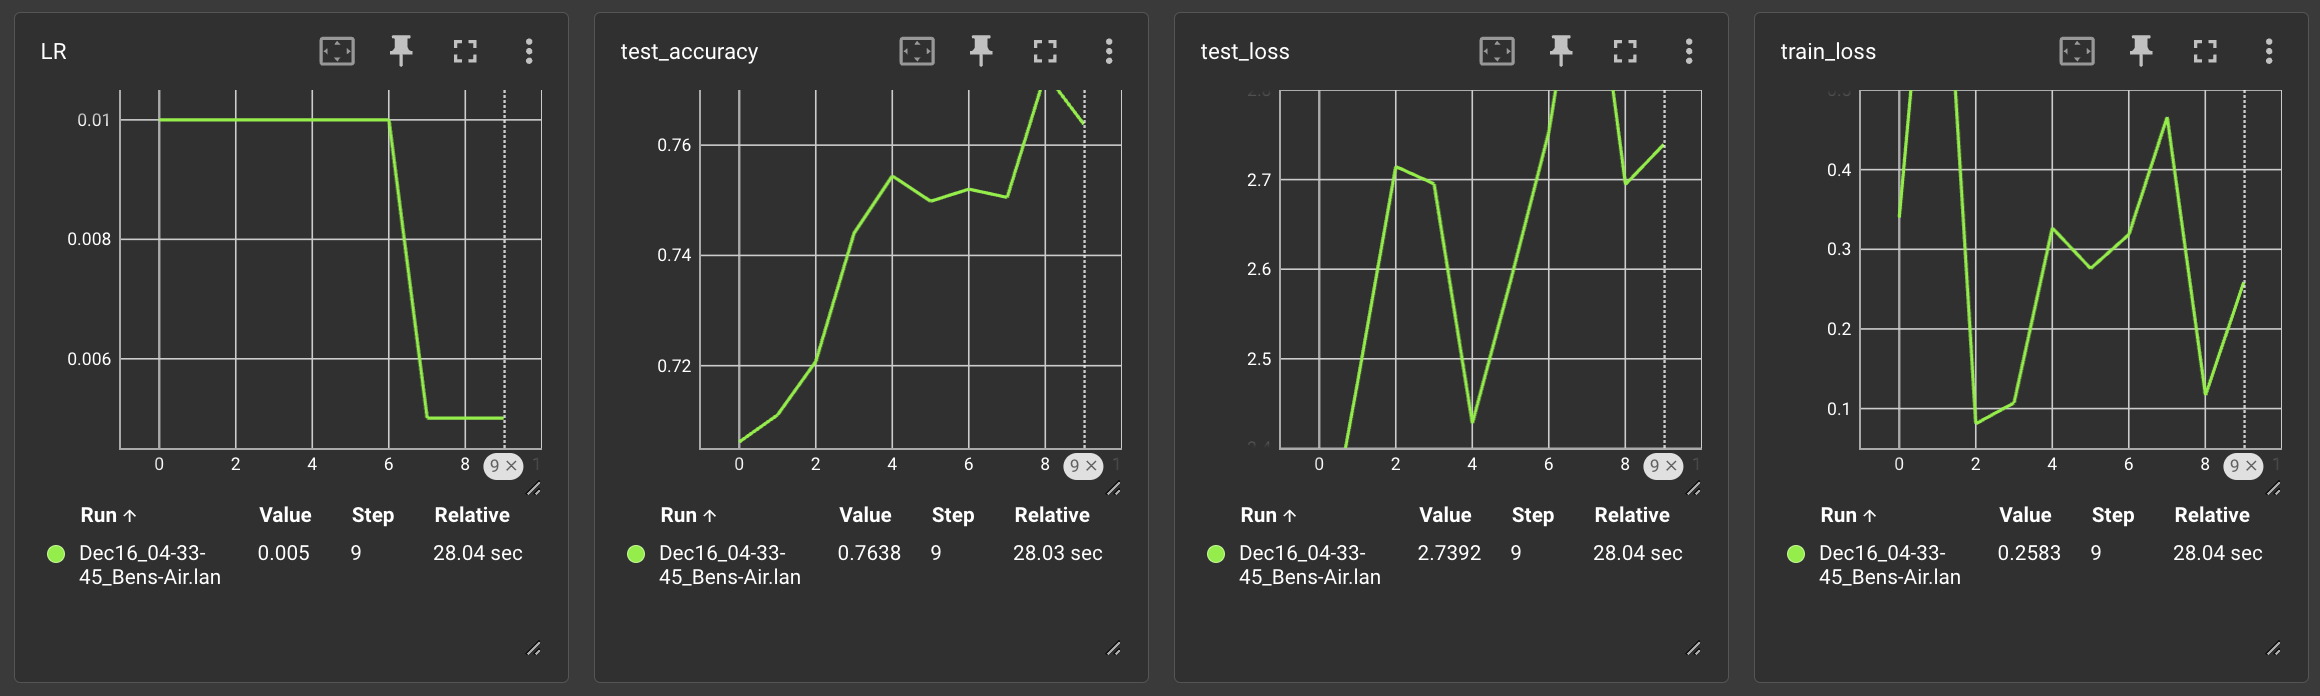 LR
0.01
0.008
0.006
0 2 4 6 8 9 ×
Run ↑ Value Step Relative
Dec16_04-33- 0.005 9 28.04 sec
45_Bens-Air.lan
test_accuracy
0.76
0.74
0.72
0 2 4 6 8 9 ×
Run ↑ Value Step Relative
Dec16_04-33- 0.7638 9 28.03 sec
45_Bens-Air.lan
test_loss
2.7
2.6
2.5
2.4
0 2 4 6 8 9 ×
Run ↑ Value Step Relative
Dec16_04-33- 2.7392 9 28.04 sec
45_Bens-Air.lan
train_loss
0.4
0.3
0.2
0.1
0 2 4 6 8 9 ×
Run ↑ Value Step Relative
Dec16_04-33- 0.2583 9 28.04 sec
45_Bens-Air.lan